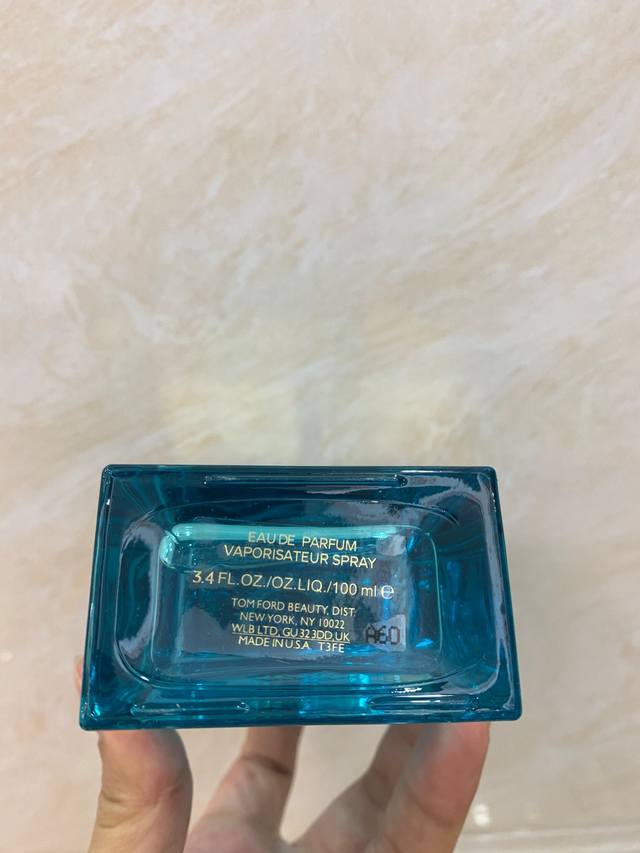 EAU DE PARFUM
VAPORISATEUR SPRAY
3.4 FL.OZ./OZ.LIQ./100 ml ℮
TOM FORD BEAUTY, DIST.
NEW YORK, NY 10022
WLB LTD, GU323DD,UK
MADE IN U.S.A. T3FE
A60